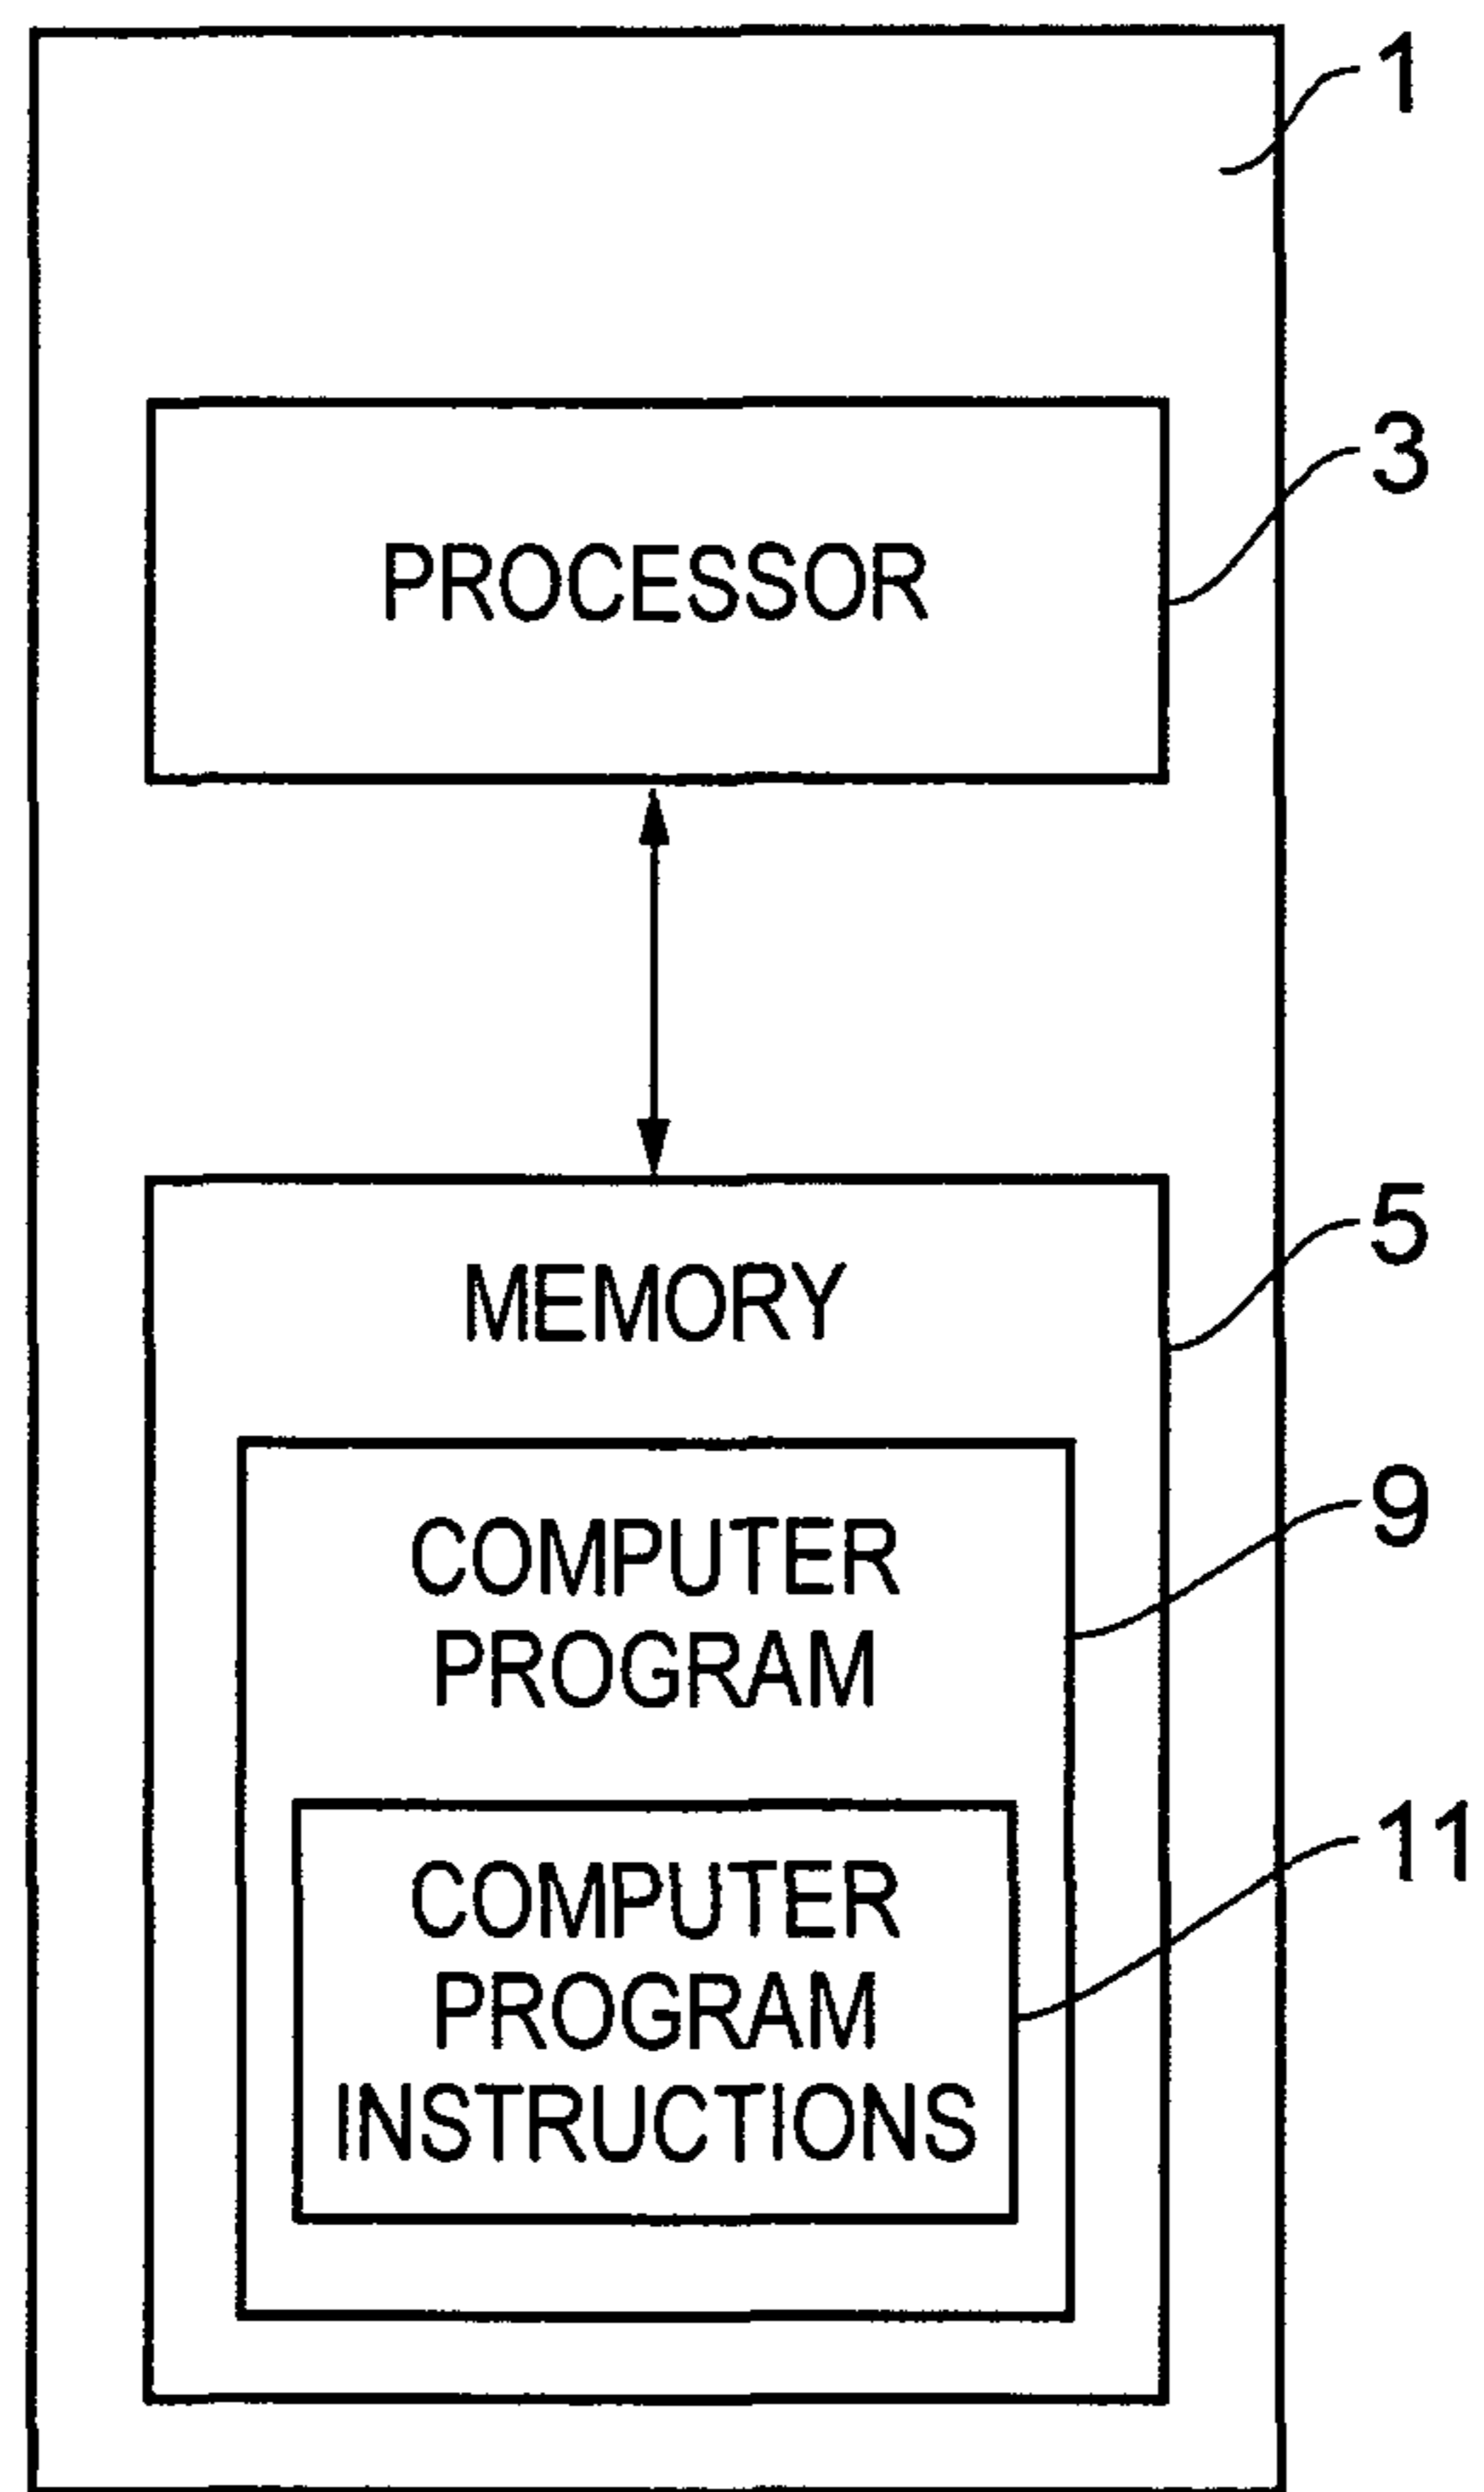 1
3
PROCESSOR
5
MEMORY
9
COMPUTER
PROGRAM
11
COMPUTER
PROGRAM
INSTRUCTIONS